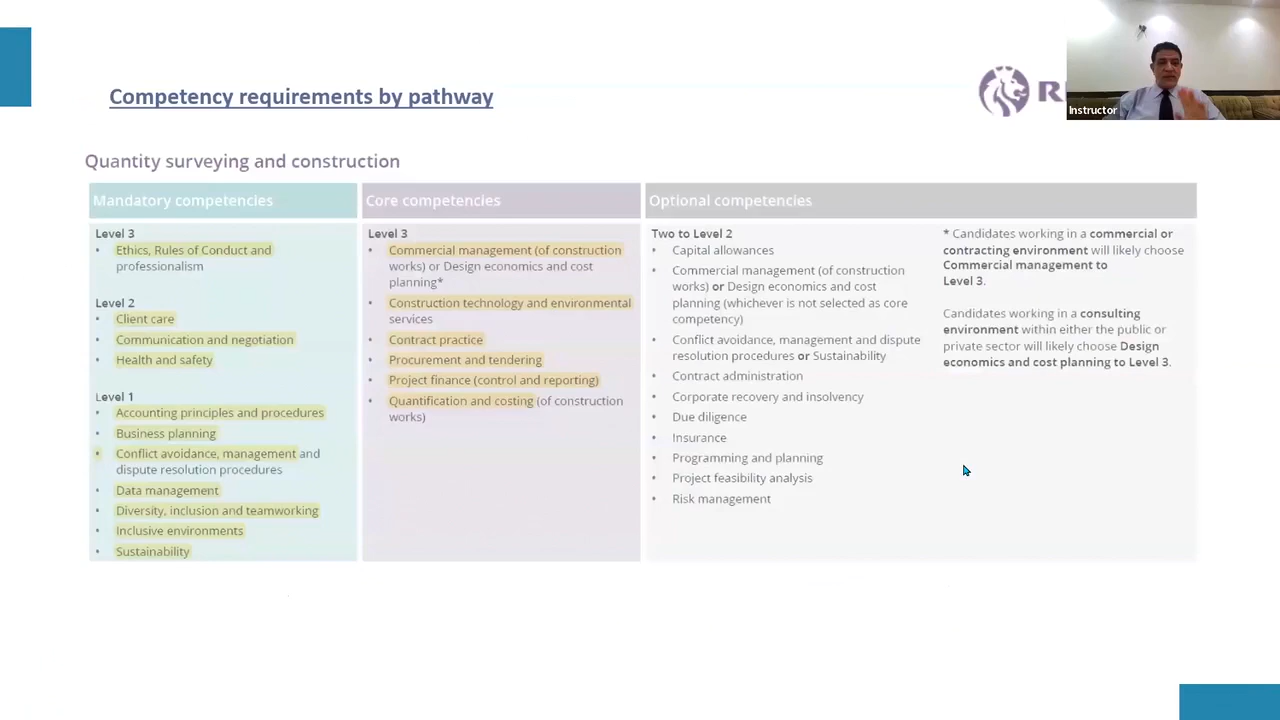 Competency requirements by pathway
R
Instructor
Quantity surveying and construction
Mandatory competencies
Level 3
• Ethics, Rules of Conduct and
professionalism
Level 2
• Client care
• Communication and negotiation
• Health and safety
Level 1
• Accounting principles and procedures
• Business planning
• Conflict avoidance, management and
dispute resolution procedures
• Data management
• Diversity, inclusion and teamworking
• Inclusive environments
• Sustainability
Core competencies
Level 3
• Commercial management (of construction
works) or Design economics and cost
planning*
• Construction technology and environmental
services
• Contract practice
• Procurement and tendering
• Project finance (control and reporting)
• Quantification and costing (of construction
works)
Optional competencies
Two to Level 2
• Capital allowances
• Commercial management (of construction
works) or Design economics and cost
planning (whichever is not selected as core
competency)
• Conflict avoidance, management and dispute
resolution procedures or Sustainability
• Contract administration
• Corporate recovery and insolvency
• Due diligence
• Insurance
• Programming and planning
• Project feasibility analysis
• Risk management
* Candidates working in a commercial or
contracting environment will likely choose
Commercial management to
Level 3.
Candidates working in a consulting
environment within either the public or
private sector will likely choose Design
economics and cost planning to Level 3.